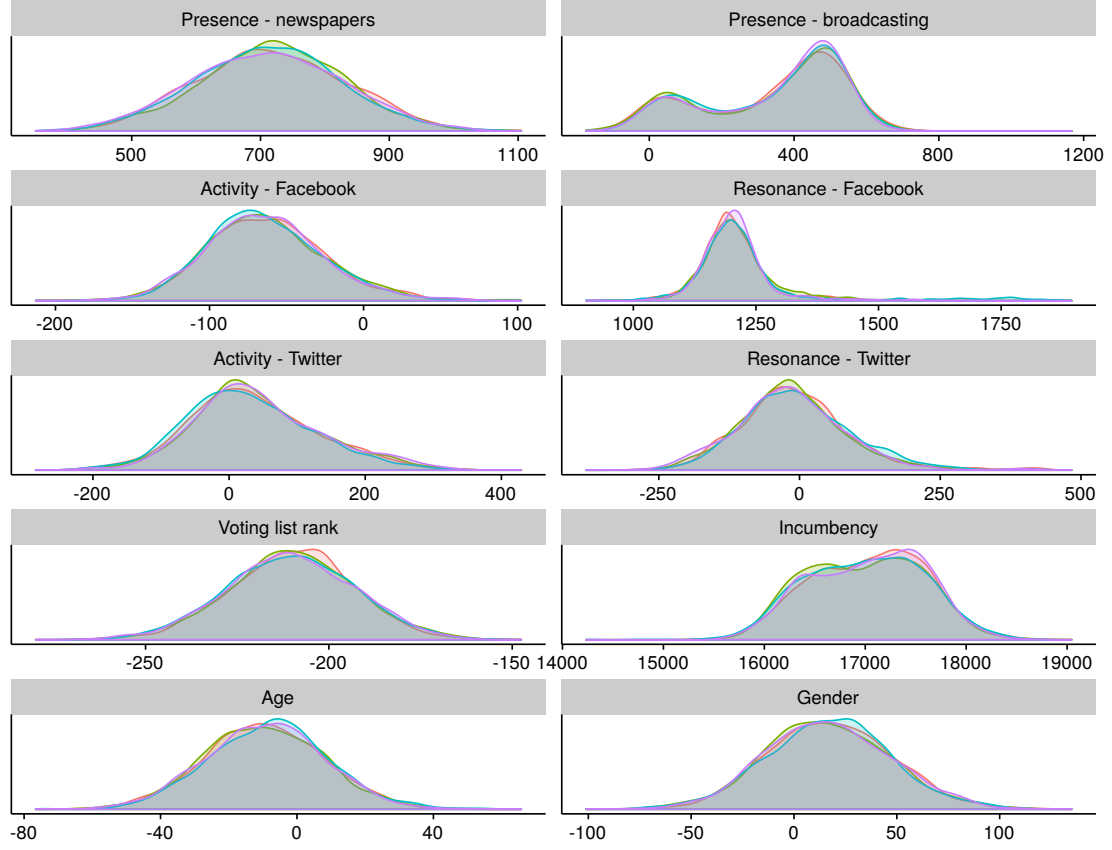 Presence - newspapers
Presence - broadcasting
500 700 900 1100
0 400 800 1200
Activity - Facebook
Resonance - Facebook
-200 -100 0 100
1000 1250 1500 1750
Activity - Twitter
Resonance - Twitter
-200 0 200 400
-250 0 250 500
Voting list rank
Incumbency
-250 -200 -150
14000 15000 16000 17000 18000 19000
Age
Gender
-80 -40 0 40
-100 -50 0 50 100